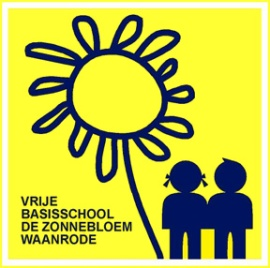 VRIJE
BASISSCHOOL
DE ZONNEBLOEM
WAANRODE